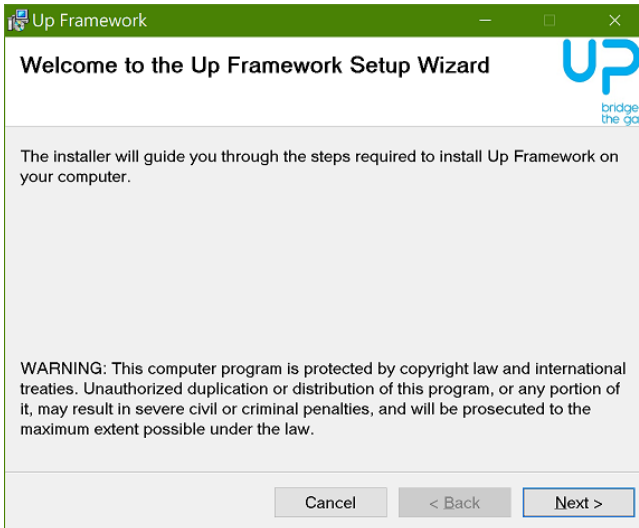 Up Framework
Welcome to the Up Framework Setup Wizard
UP
bridge
the ga
The installer will guide you through the steps required to install Up Framework on
your computer.
WARNING: This computer program is protected by copyright law and international
treaties. Unauthorized duplication or distribution of this program, or any portion of
it, may result in severe civil or criminal penalties, and will be prosecuted to the
maximum extent possible under the law.
Cancel < Back Next >